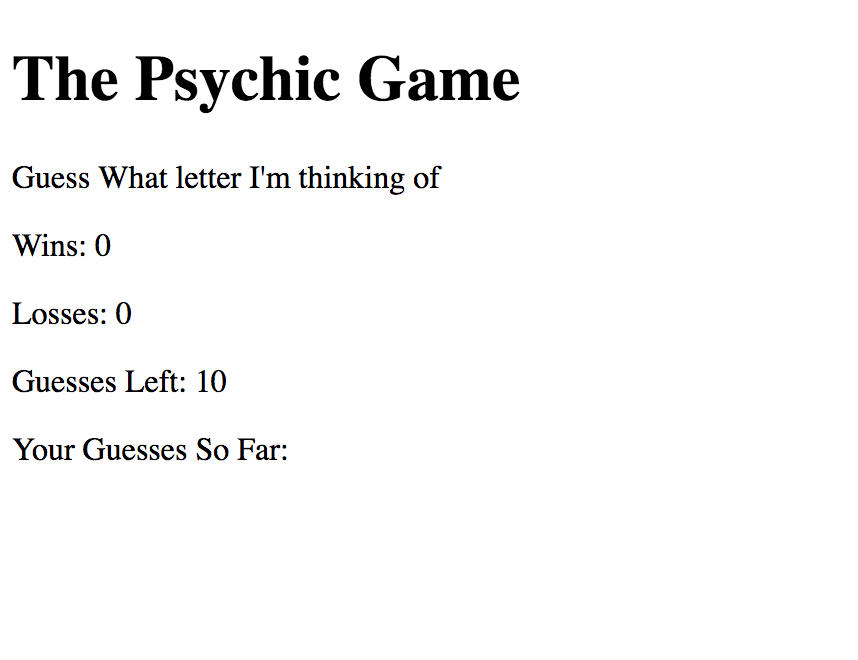 The Psychic Game
Guess What letter I'm thinking of
Wins: 0
Losses: 0
Guesses Left: 10
Your Guesses So Far: